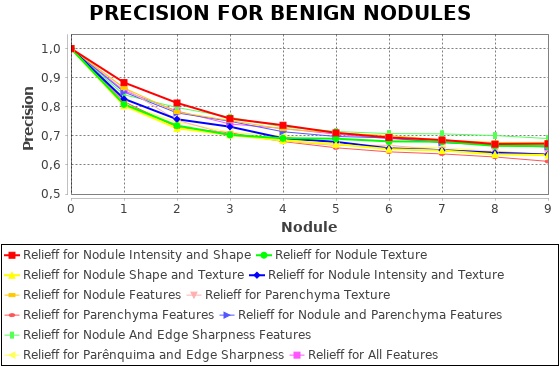 PRECISION FOR BENIGN NODULES
1,0
0,9
0,8
0,7
0,6
0,5
Precision
0 1 2 3 4 5 6 7 8 9
Nodule
Relieff for Nodule Intensity and Shape Relieff for Nodule Texture
Relieff for Nodule Shape and Texture Relieff for Nodule Intensity and Texture
Relieff for Nodule Features Relieff for Parenchyma Texture
Relieff for Parenchyma Features Relieff for Nodule and Parenchyma Features
Relieff for Nodule And Edge Sharpness Features
Relieff for Parênquima and Edge Sharpness Relieff for All Features